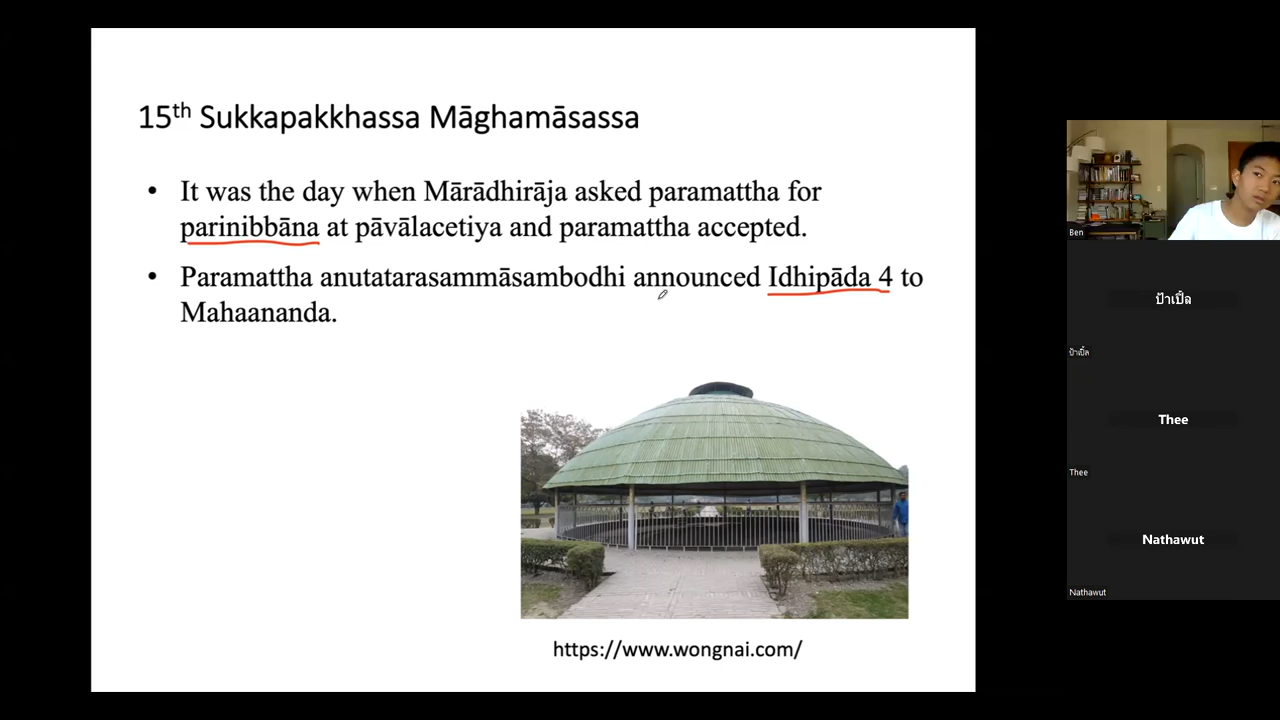 15th Sukkapakkhassa Māghamāsassa
• It was the day when Mārādhirāja asked paramattha for
parinibbāna at pāvālacetiya and paramattha accepted.
• Paramattha anutatarasammāsambodhi announced Idhipāda 4 to
Mahaananda.
https://www.wongnai.com/
Ben
ป้าเปิ้ล
ป้าเปิ้ล
Thee
Thee
Nathawut
Nathawut